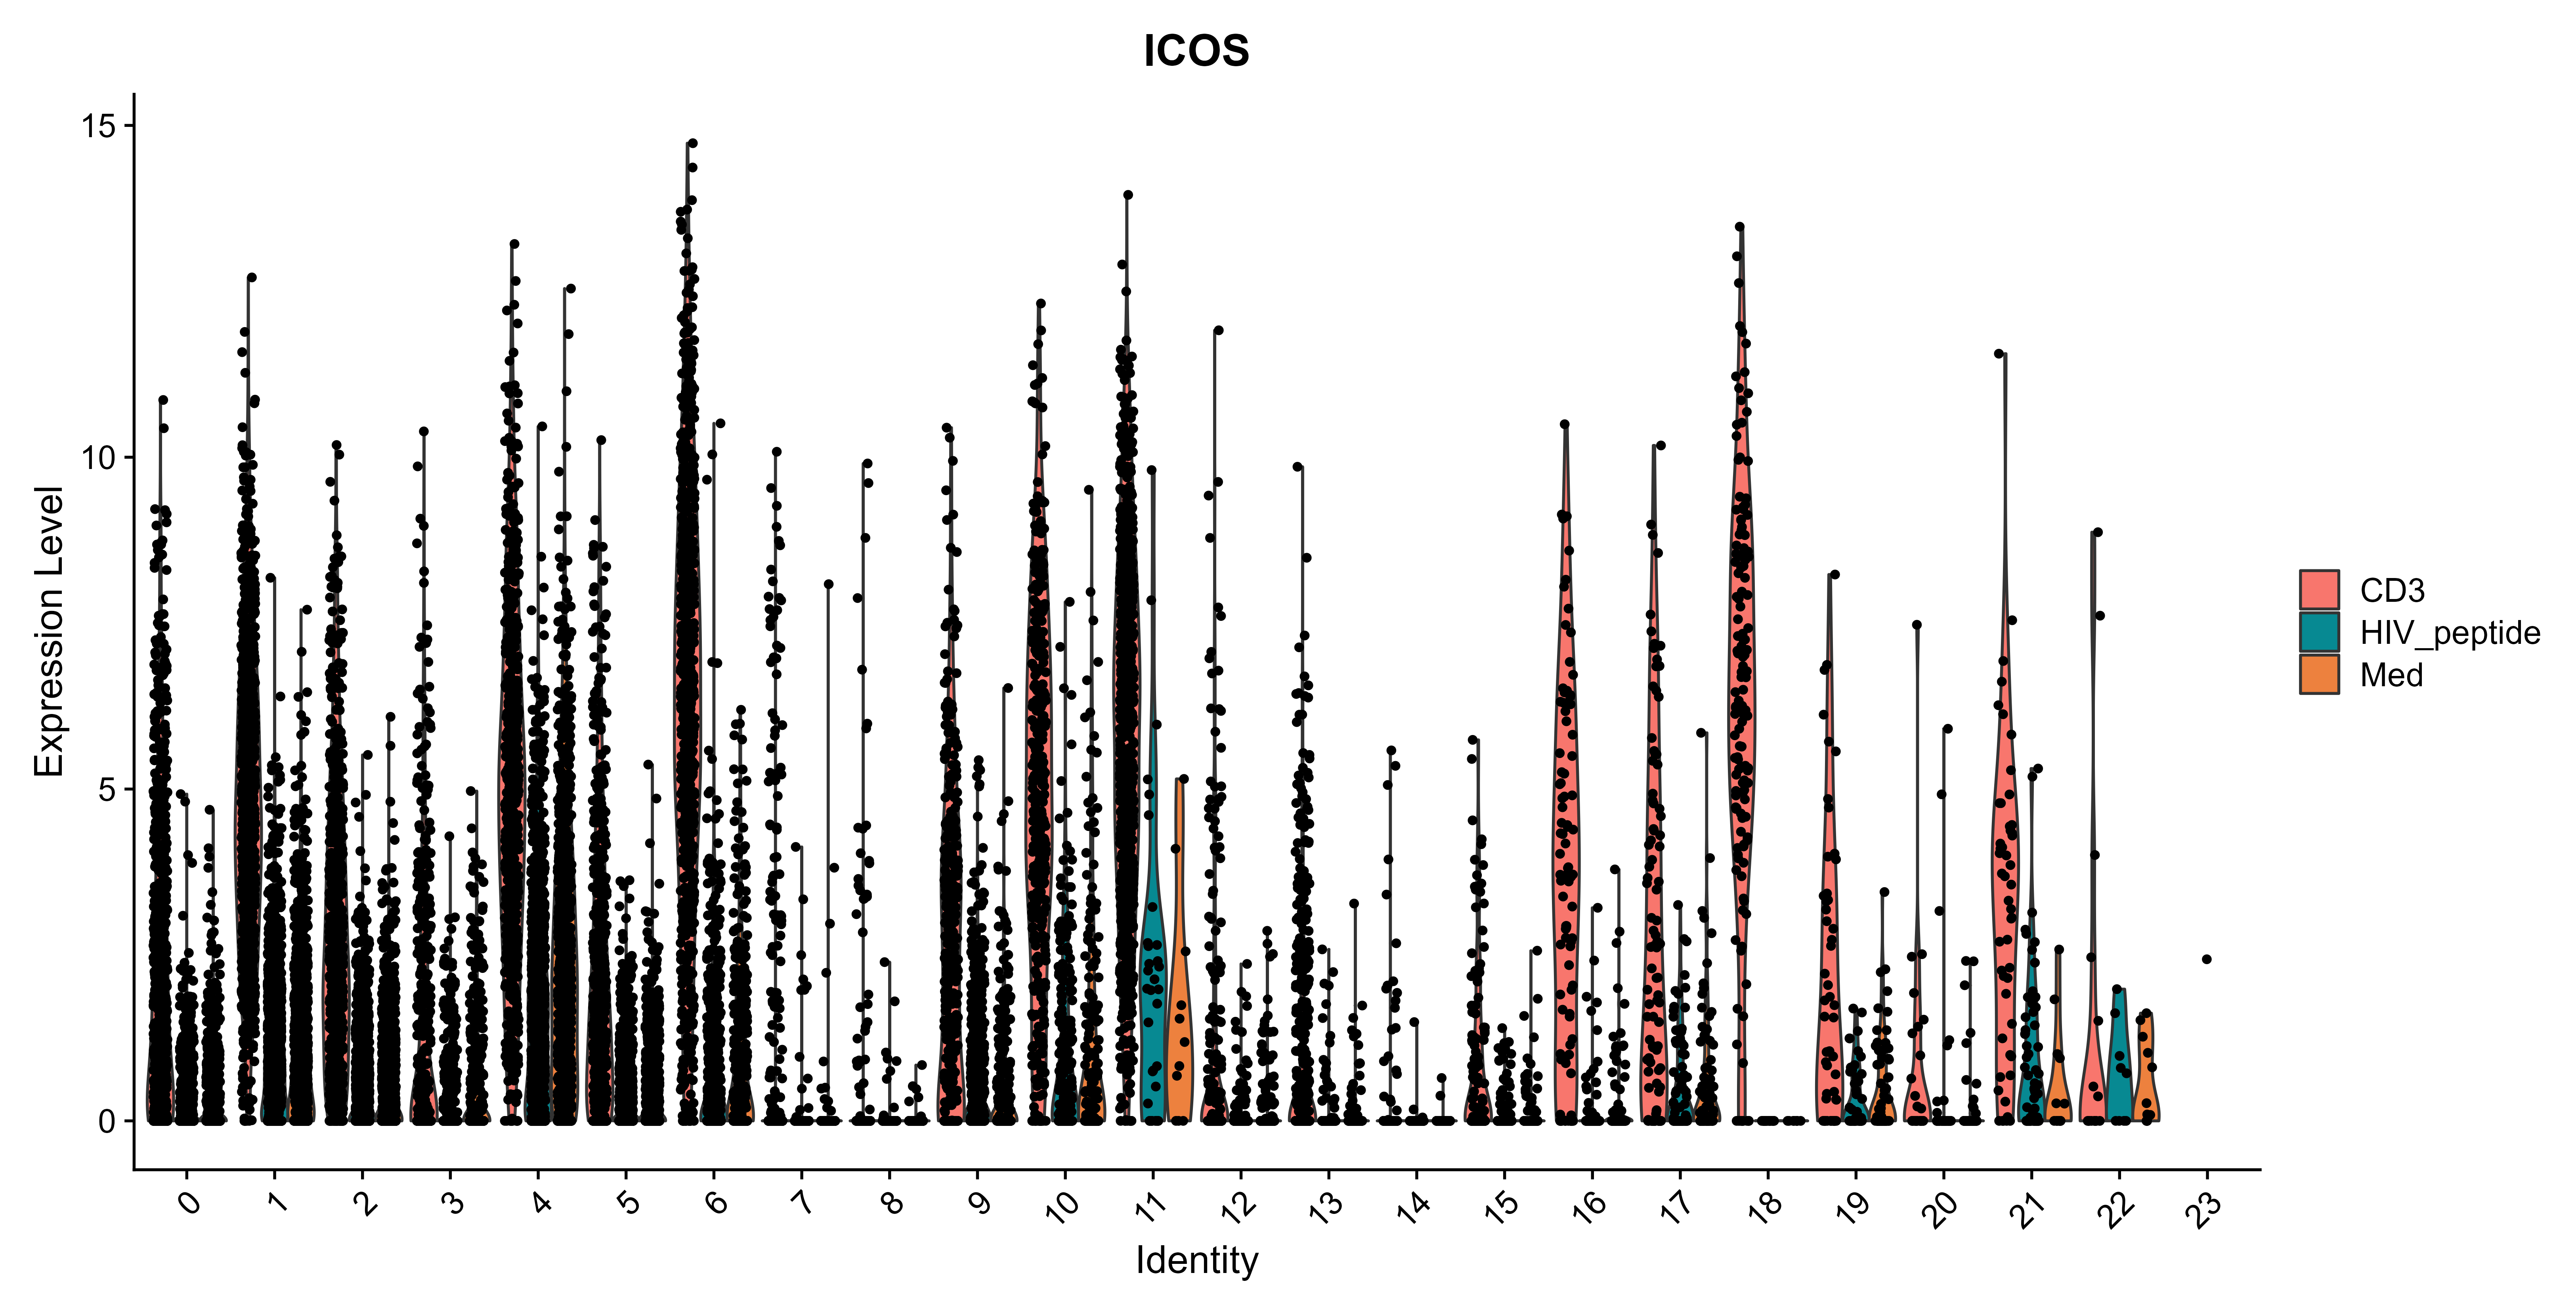 ICOS
Expression Level
15
10
5
0
0 1 2 3 4 5 6 7 8 9 10 11 12 13 14 15 16 17 18 19 20 21 22 23
Identity
CD3
HIV_peptide
Med